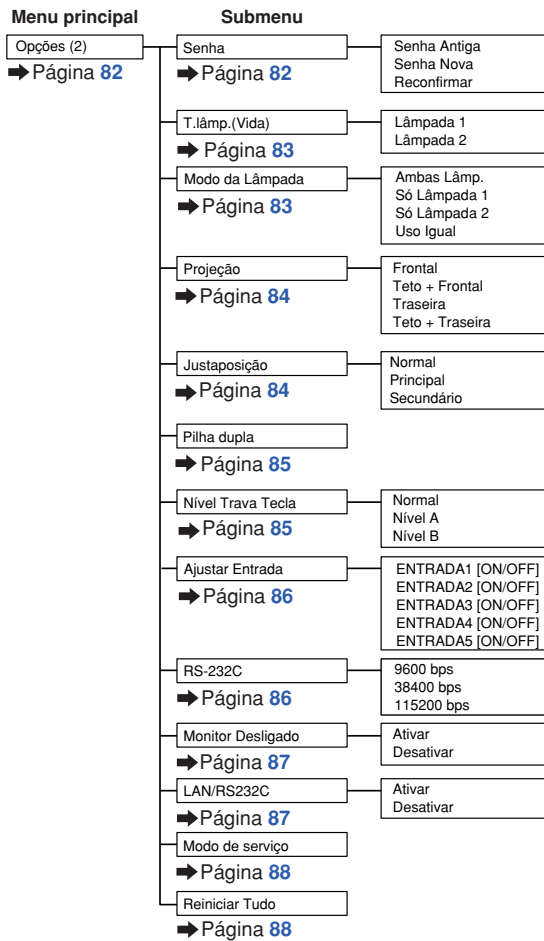 Menu principal
Submenu
Opções (2)
Página 82
Senha
Página 82
Senha Antiga
Senha Nova
Reconfirmar
T.lâmp.(Vida)
Página 83
Lâmpada 1
Lâmpada 2
Modo da Lâmpada
Página 83
Ambas Lâmp.
Só Lâmpada 1
Só Lâmpada 2
Uso Igual
Projeção
Página 84
Frontal
Teto + Frontal
Traseira
Teto + Traseira
Justaposição
Página 84
Normal
Principal
Secundário
Pilha dupla
Página 85
Nível Trava Tecla
Página 85
Normal
Nível A
Nível B
Ajustar Entrada
Página 86
ENTRADA1 [ON/OFF]
ENTRADA2 [ON/OFF]
ENTRADA3 [ON/OFF]
ENTRADA4 [ON/OFF]
ENTRADA5 [ON/OFF]
RS-232C
Página 86
9600 bps
38400 bps
115200 bps
Monitor Desligado
Página 87
Ativar
Desativar
LAN/RS232C
Página 87
Ativar
Desativar
Modo de serviço
Página 88
Reiniciar Tudo
Página 88